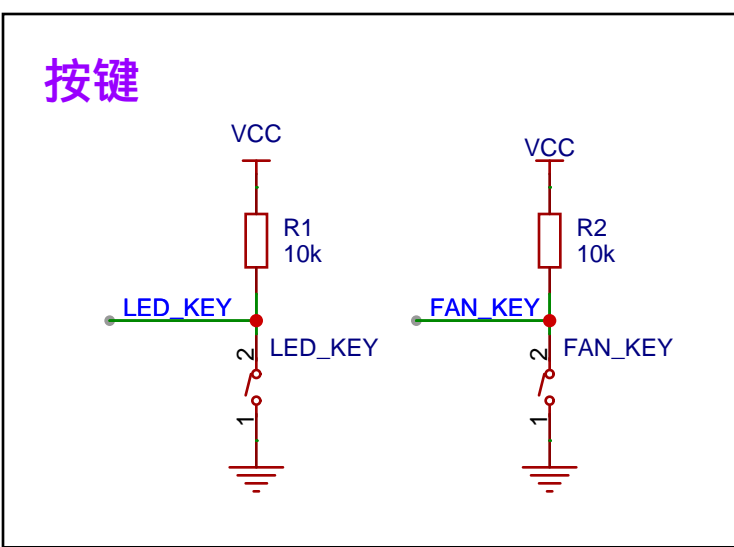 按键
VCC
R1
10k
LED_KEY
LED_KEY
2
1
VCC
R2
10k
FAN_KEY
FAN_KEY
2
1